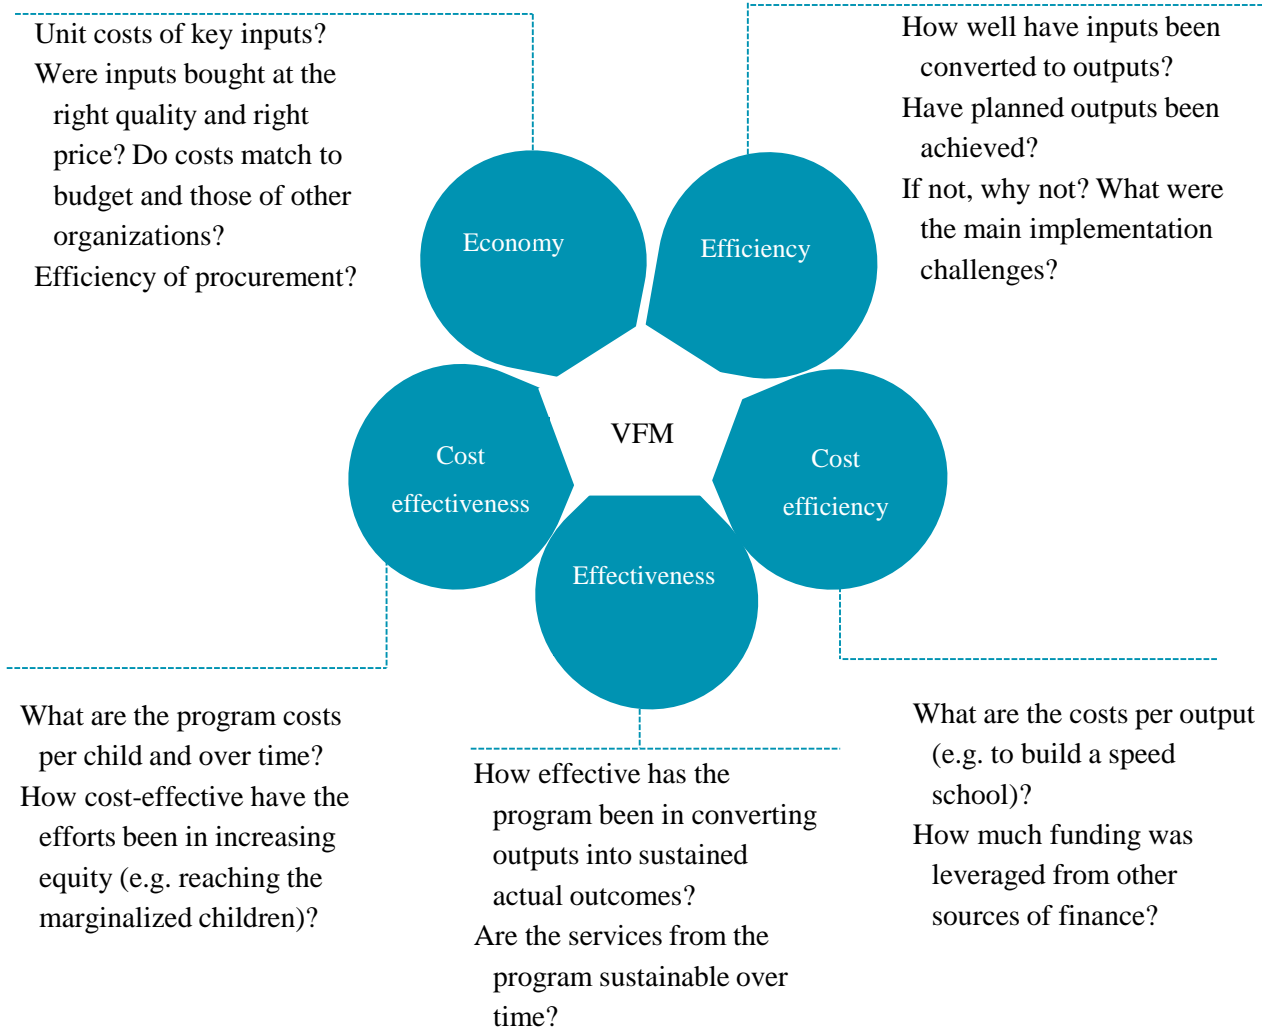 Unit costs of key inputs?
Were inputs bought at the
right quality and right
price? Do costs match to
budget and those of other
organizations?
Efficiency of procurement?
How well have inputs been
converted to outputs?
Have planned outputs been
achieved?
If not, why not? What were
the main implementation
challenges?
Economy
Efficiency
VFM
Cost
effectiveness
Cost
efficiency
Effectiveness
What are the program costs
per child and over time?
How cost-effective have the
efforts been in increasing
equity (e.g. reaching the
marginalized children)?
How effective has the
program been in converting
outputs into sustained
actual outcomes?
Are the services from the
program sustainable over
time?
What are the costs per output
(e.g. to build a speed
school)?
How much funding was
leveraged from other
sources of finance?